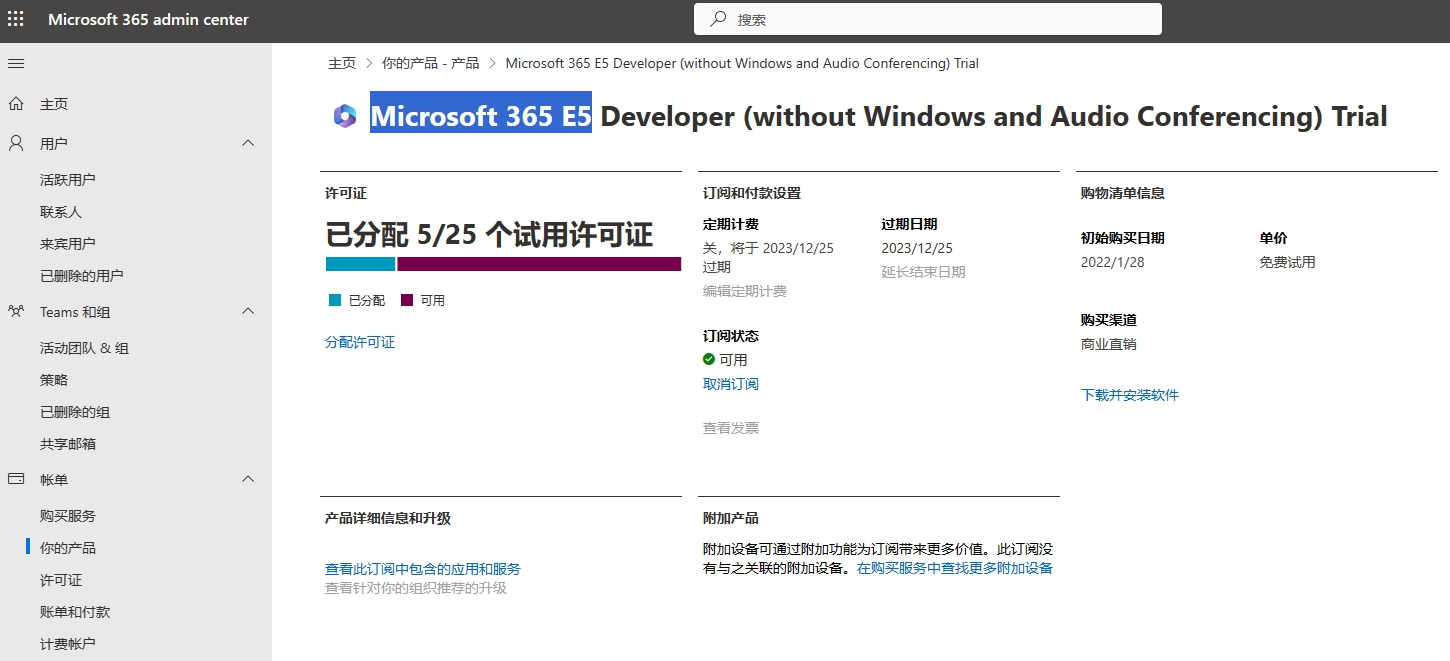 Microsoft 365 admin center
搜索
主页
用户
活跃用户
联系人
来宾用户
已删除的用户
Teams 和组
活动团队 & 组
策略
已删除的组
共享邮箱
帐单
购买服务
你的产品
许可证
账单和付款
计费帐户
主页 > 你的产品 - 产品 > Microsoft 365 E5 Developer (without Windows and Audio Conferencing) Trial
Microsoft 365 E5 Developer (without Windows and Audio Conferencing) Trial
许可证
已分配 5/25 个试用许可证
已分配 可用
分配许可证
订阅和付款设置
定期计费
关，将于 2023/12/25
过期
编辑定期计费
过期日期
2023/12/25
延长结束日期
订阅状态
可用
取消订阅
查看发票
购物清单信息
初始购买日期
2022/1/28
单价
免费试用
购买渠道
商业直销
下载并安装软件
产品详细信息和升级
查看此订阅中包含的应用和服务
查看针对你的组织推荐的升级
附加产品
附加设备可通过附加功能为订阅带来更多价值。此订阅没
有与之关联的附加设备。在购买服务中查找更多附加设备